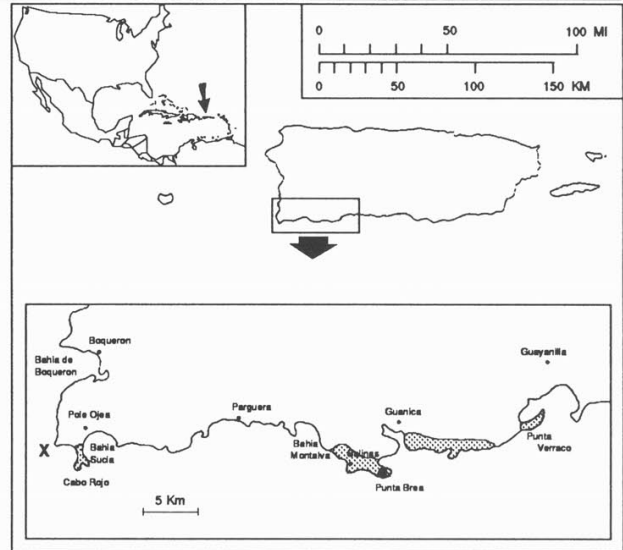 0 50 100 MI
0 50 100 150 KM
Boqueron
Bahia de
Boqueron
Guayanilla
Pole Ojea
Parguera
Guanica
X
Bahia
Sucia
Bahia
Montalva
Salinas
Punta
Verraco
Cabo Rojo
Punta Brea
5 Km